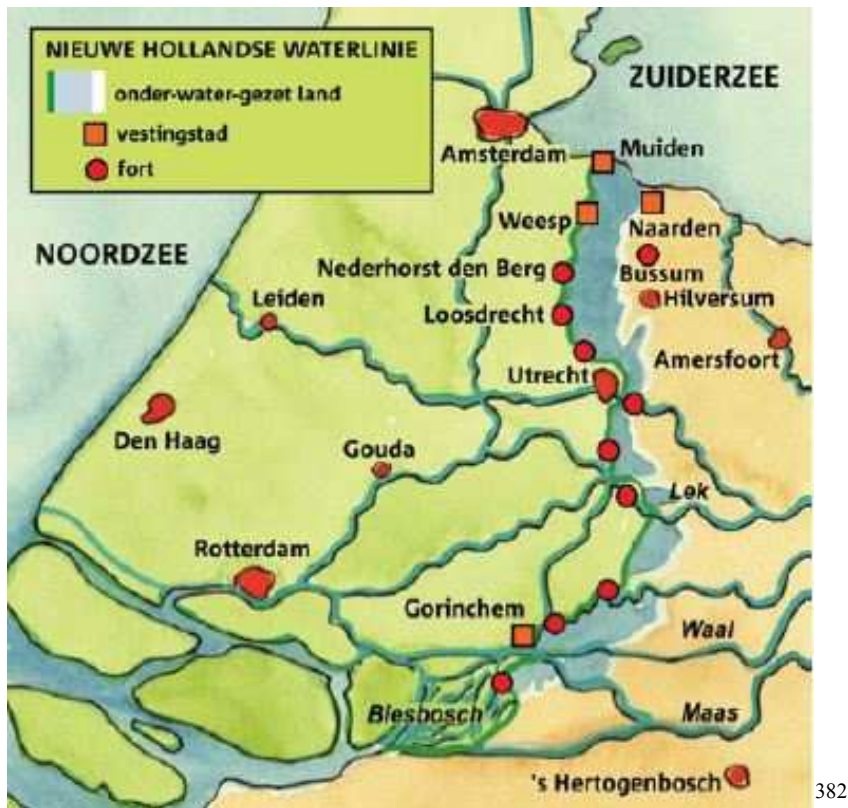 NIEUWE HOLLANDSE WATERLINIE
onder-water-gezet land
vestingstad
fort
ZUIDERZEE
Amsterdam
Muiden
Weesp
Naarden
NOORDZEE
Nederhorst den Berg
Bussum
Leiden
Loosdrecht
Hilversum
Utrecht
Amersfoort
Den Haag
Gouda
Lek
Rotterdam
Gorinchem
Waal
Biesbosch
Maas
's Hertogenbosch
382